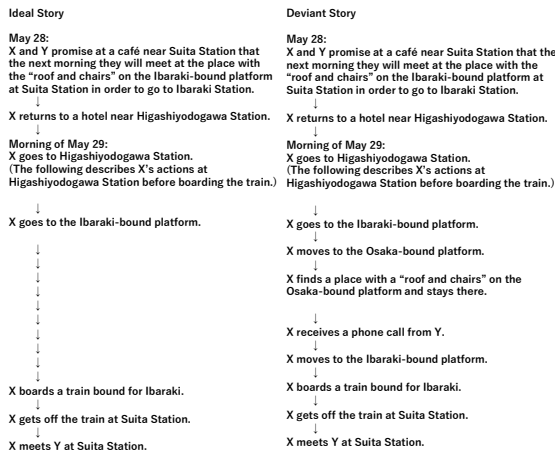 Ideal Story
May 28:
X and Y promise at a café near Suita Station that
the next morning they will meet at the place with
the “roof and chairs” on the Ibaraki-bound platform
at Suita Station in order to go to Ibaraki Station.
↓
X returns to a hotel near Higashiyodogawa Station.
↓
Morning of May 29:
X goes to Higashiyodogawa Station.
(The following describes X's actions at
Higashiyodogawa Station before boarding the train.)
↓
X goes to the Ibaraki-bound platform.
↓
↓
↓
↓
↓
↓
↓
↓
↓
↓
X boards a train bound for Ibaraki.
↓
X gets off the train at Suita Station.
↓
X meets Y at Suita Station.
Deviant Story
May 28:
X and Y promise at a café near Suita Station that the
next morning they will meet at the place with the
“roof and chairs” on the Ibaraki-bound platform at
Suita Station in order to go to Ibaraki Station.
↓
X returns to a hotel near Higashiyodogawa Station.
↓
Morning of May 29:
X goes to Higashiyodogawa Station.
(The following describes X's actions at
Higashiyodogawa Station before boarding the train.)
↓
X goes to the Ibaraki-bound platform.
↓
X moves to the Osaka-bound platform.
↓
X finds a place with a “roof and chairs” on the
Osaka-bound platform and stays there.
↓
X receives a phone call from Y.
↓
X moves to the Ibaraki-bound platform.
↓
X boards a train bound for Ibaraki.
↓
X gets off the train at Suita Station.
↓
X meets Y at Suita Station.